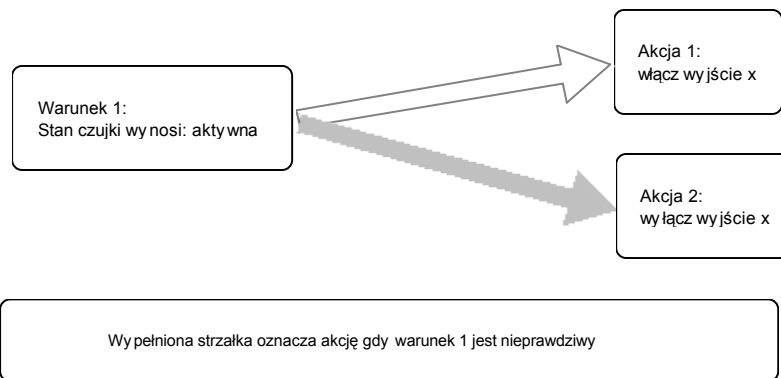 Akcja 1:
włącz wyjście x
Warunek 1:
Stan czujki wynosi: aktywna
Akcja 2:
wyłącz wyjście x
Wypełniona strzałka oznacza akcję gdy warunek 1 jest nieprawdziwy